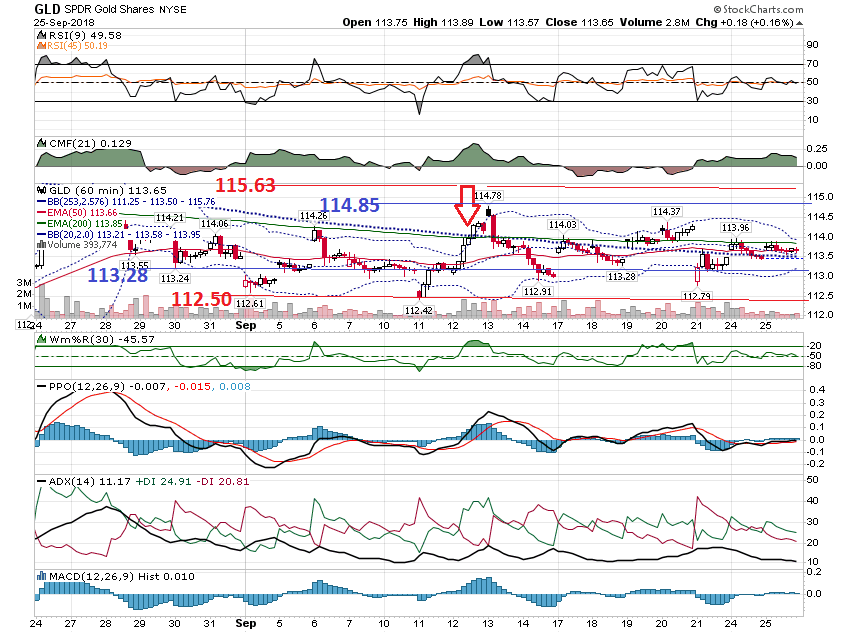 GLD SPDR Gold Shares NYSE
© StockCharts.com
25-Sep-2018
Open 113.75 High 113.89 Low 113.57 Close 113.65 Volume 2.8M Chg +0.18 (+0.16%)
RSI(9) 49.58
RSI(45) 50.19
90
70
50
30
10
CMF(21) 0.129
0.25
0.00
GLD (60 min) 113.65
BB(253,2.576) 111.25 - 113.50 - 115.76
EMA(50) 113.66
EMA(200) 113.85
BB(20,2.0) 113.21 - 113.58 - 113.95
Volume 393,774
115.63
114.85
113,28
112.50
114.21
114.06
114.26
114.78
114.03
114.37
113.96
113.55
113.24
112.61
112.42
112.91
113.28
112.79
115.0
114.5
114.0
113.5
113.0
112.5
112.0
3M
2M
1M
24 27 28 29 30 31 Sep 5 6 7 10 11 12 13 14 17 18 19 20 21 24 25
Wm%R(30) -45.57
-20
-50
-80
PPO(12,26,9) -0.007, -0.015, 0.008
0.4
0.3
0.2
0.1
0.0
-0.1
-0.2
ADX(14) 11.17 +DI 24.91 -DI 20.81
50
40
30
20
10
MACD(12,26,9) Hist 0.010
0.2
0.0
24 27 28 29 30 31 Sep 5 6 7 10 11 12 13 14 17 18 19 20 21 24 25